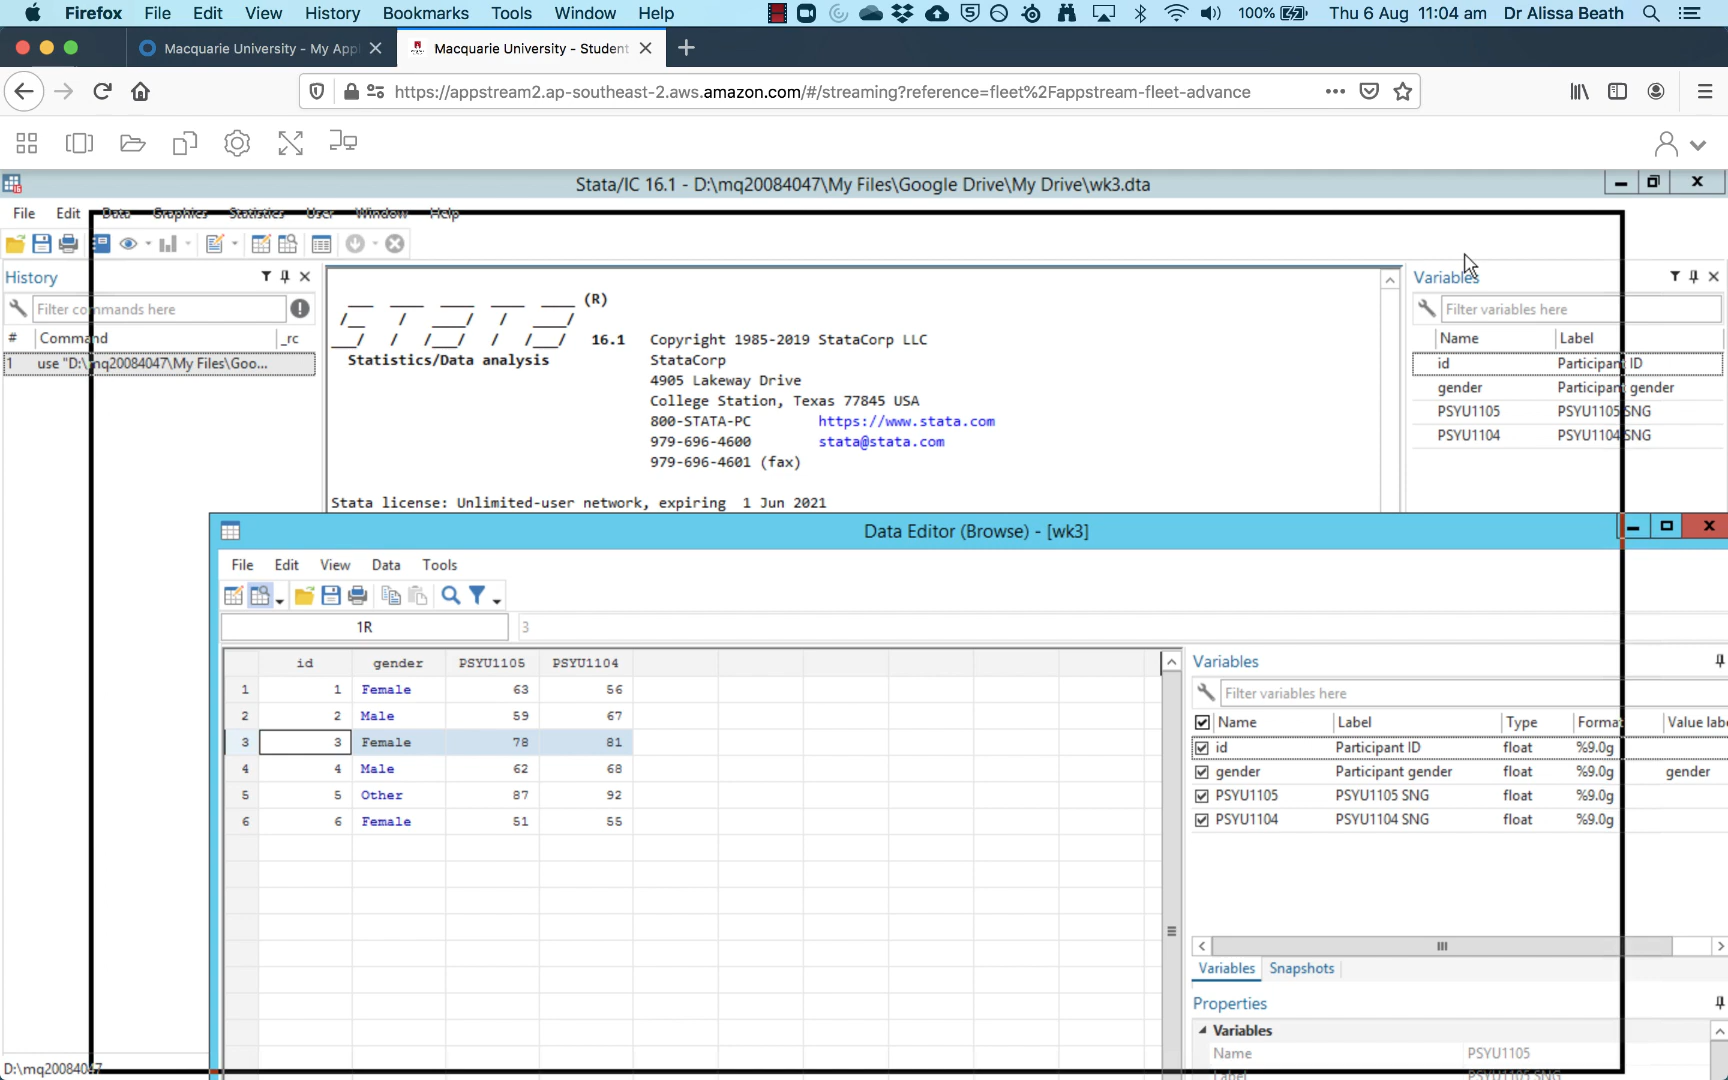 Firefox File Edit View History Bookmarks Tools Window Help 100% Thu 6 Aug 11:04 am Dr Alissa Beath
Macquarie University - My Appl Macquarie University - Student
https://appstream2.ap-southeast-2.aws.amazon.com/#/streaming?reference=fleet%2Fappstream-fleet-advance
Stata/IC 16.1 - D:\mq20084047\My Files\Google Drive\My Drive\wk3.dta
File Edit Data Graphics Statistics User Window Help
History
Filter commands here
# Command _rc
1 use "D:\mq20084047\My Files\Goo...
(R)
16.1 Copyright 1985-2019 StataCorp LLC
Statistics/Data analysis StataCorp
4905 Lakeway Drive
College Station, Texas 77845 USA
800-STATA-PC https://www.stata.com
979-696-4600 stata@stata.com
979-696-4601 (fax)
Stata license: Unlimited-user network, expiring 1 Jun 2021
Variables
Filter variables here
Name Label
id Participant ID
gender Participant gender
PSYU1105 PSYU1105 SNG
PSYU1104 PSYU1104 SNG
Data Editor (Browse) - [wk3]
File Edit View Data Tools
1R 3
id gender PSYU1105 PSYU1104
1 1 Female 63 56
2 2 Male 59 67
3 3 Female 78 81
4 4 Male 62 68
5 5 Other 87 92
6 6 Female 51 55
Variables
Filter variables here
Name Label Type Format Value labe
id Participant ID float %9.0g
gender Participant gender float %9.0g gender
PSYU1105 PSYU1105 SNG float %9.0g
PSYU1104 PSYU1104 SNG float %9.0g
Variables Snapshots
Properties
Variables
Name PSYU1105
Label PSYU1105 SNG
D:\mq20084047